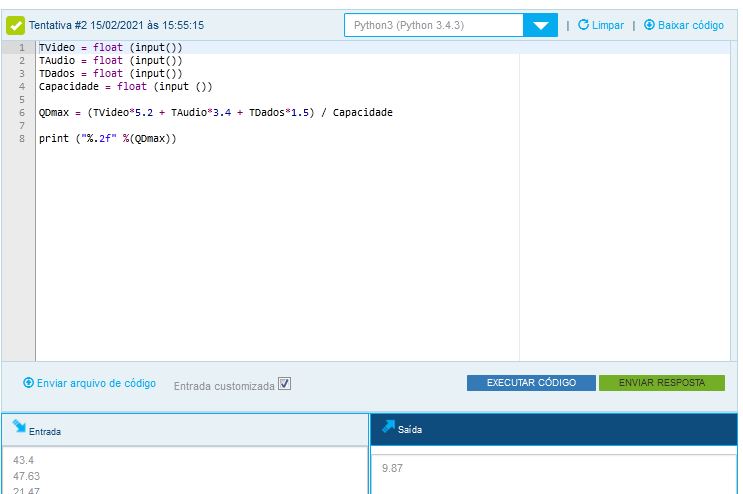 Tentativa #2 15/02/2021 às 15:55:15
Python3 (Python 3.4.3)
| Limpar | Baixar código
1 TVideo = float (input())
2 TAudio = float (input())
3 TDados = float (input())
4 Capacidade = float (input ())
5
6 QDmax = (TVideo*5.2 + TAudio*3.4 + TDados*1.5) / Capacidade
7
8 print ("%.2f" %(QDmax))
Enviar arquivo de código
Entrada customizada
EXECUTAR CÓDIGO
ENVIAR RESPOSTA
Entrada
Saída
43.4
47.63
21.47
9.87